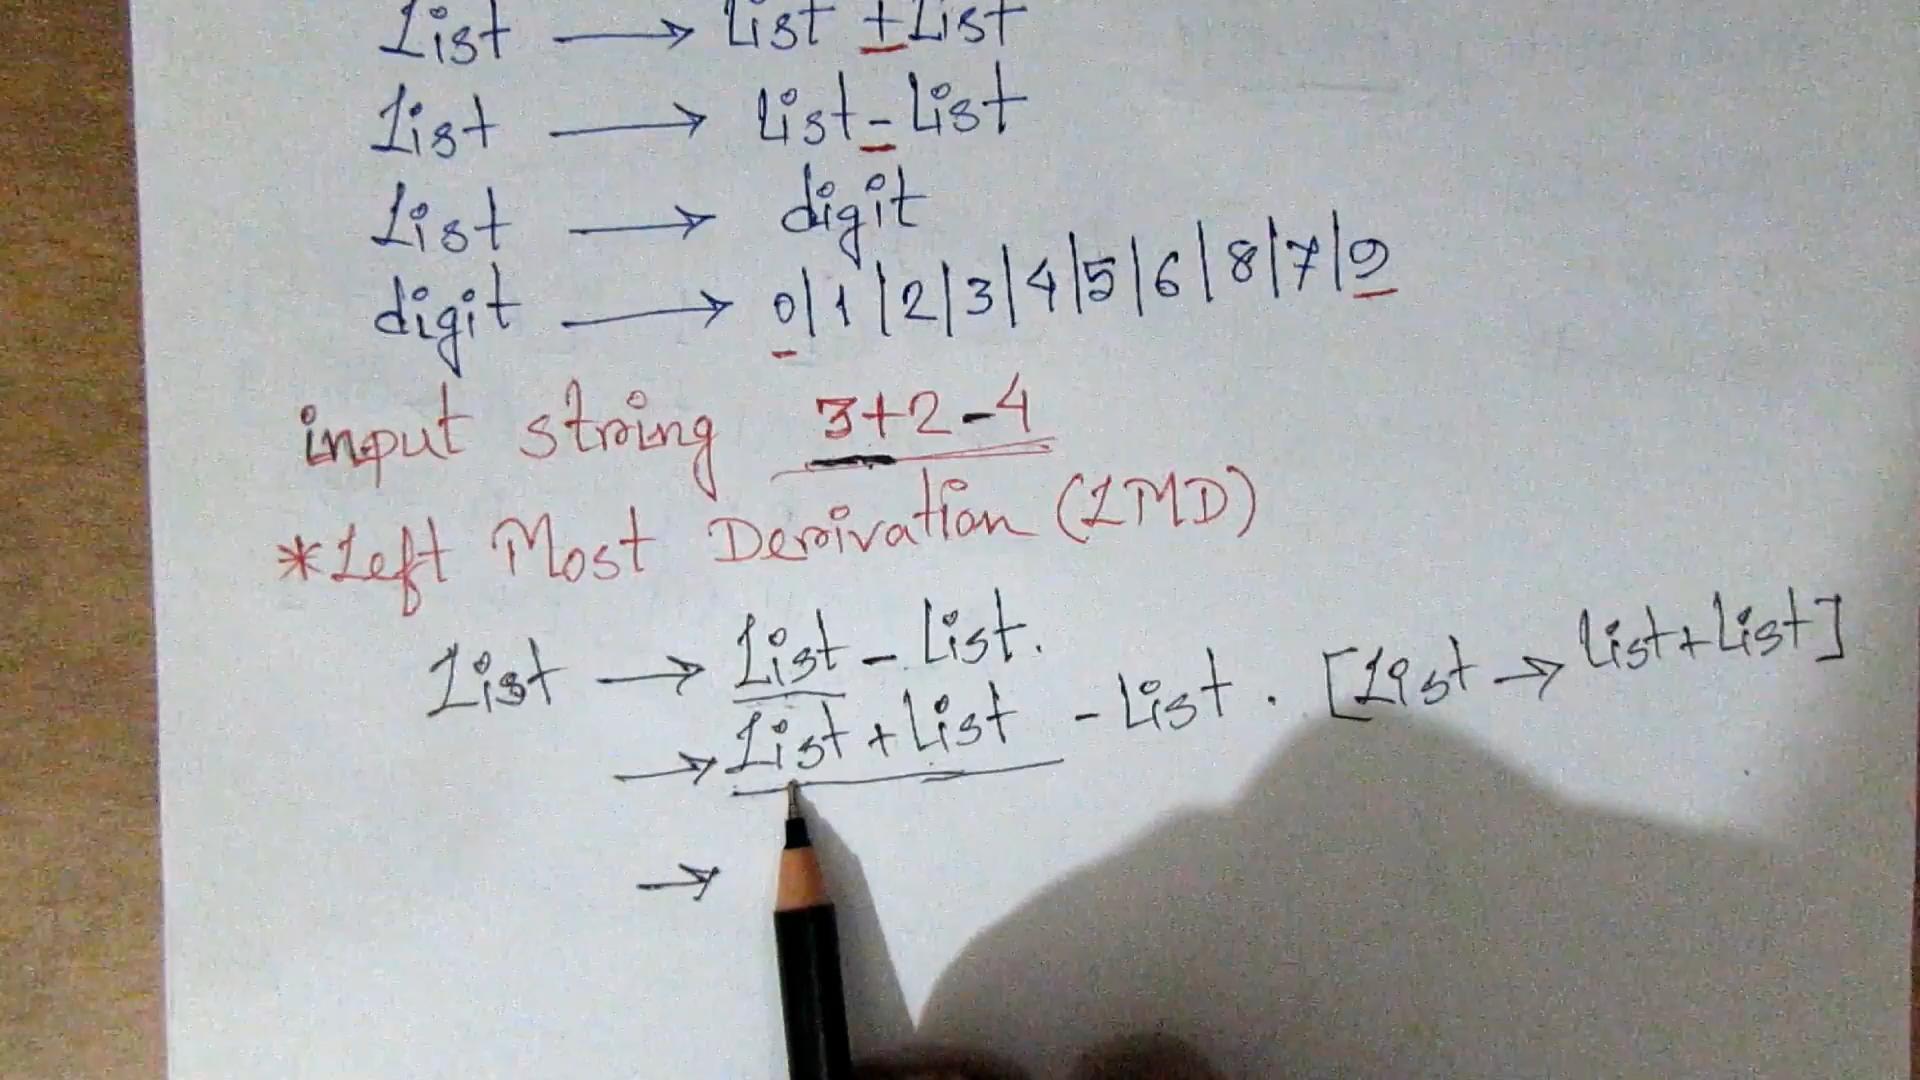 List → List + List
List → List - List
List → digit
digit → 0|1|2|3|4|5|6|8|7|9
input string 3+2-4
*Left Most Derivation (LMD)
List → List - List.
→ List + List - List. [List → List + List]
→